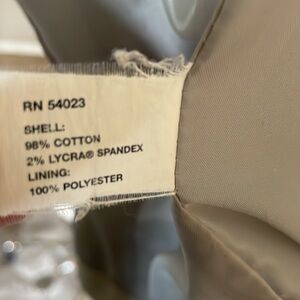 RN 54023
SHELL:
98% COTTON
2% LYCRA® SPANDEX
LINING:
100% POLYESTER